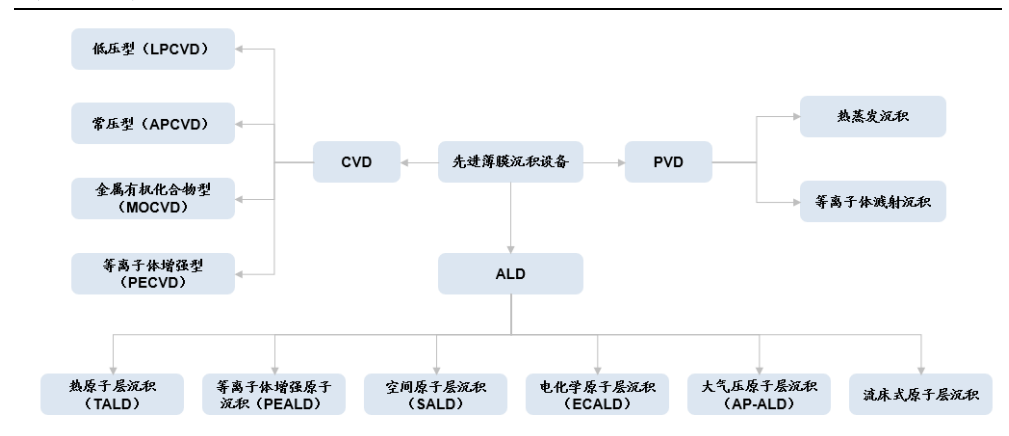 低压型（LPCVD）
常压型（APCVD）
金属有机化合物型
（MOCVD）
等离子体增强型
（PECVD）
CVD
先进薄膜沉积设备
PVD
热蒸发沉积
等离子体溅射沉积
ALD
热原子层沉积
（TALD）
等离子体增强原子
沉积（PEALD）
空间原子层沉积
（SALD）
电化学原子层沉积
（ECALD）
大气压原子层沉积
（AP-ALD）
流床式原子层沉积